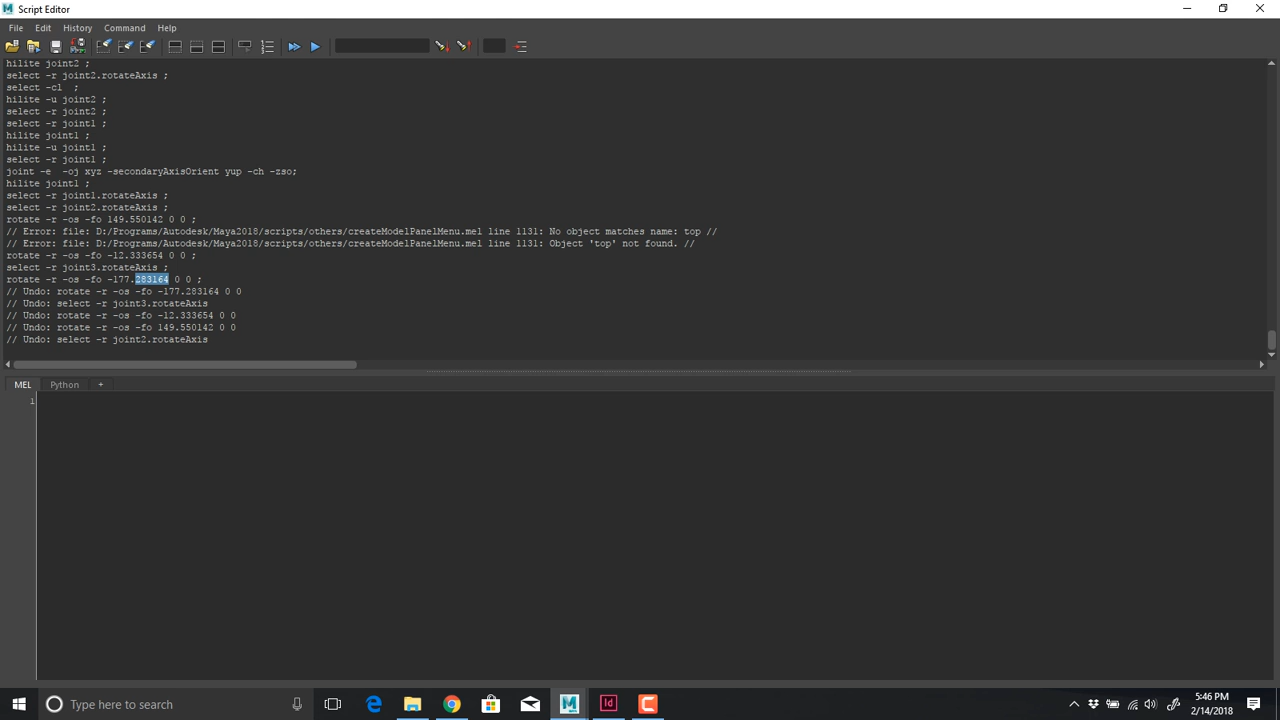 Script Editor
File Edit History Command Help
hilite joint2 ;
select -r joint2.rotateAxis ;
select -cl  ;
hilite -u joint2 ;
select -r joint2 ;
select -r joint1 ;
hilite joint1 ;
hilite -u joint1 ;
select -r joint1 ;
joint -e  -oj xyz -secondaryAxisOrient yup -ch -zso;
hilite joint1 ;
select -r joint1.rotateAxis ;
select -r joint2.rotateAxis ;
rotate -r -os -fo 149.550142 0 0 ;
// Error: file: D:/Programs/Autodesk/Maya2018/scripts/others/createModelPanelMenu.mel line 1131: No object matches name: top //
// Error: file: D:/Programs/Autodesk/Maya2018/scripts/others/createModelPanelMenu.mel line 1131: Object 'top' not found. //
rotate -r -os -fo -12.333654 0 0 ;
select -r joint3.rotateAxis ;
rotate -r -os -fo -177.283164 0 0 ;
// Undo: rotate -r -os -fo -177.283164 0 0
// Undo: select -r joint3.rotateAxis
// Undo: rotate -r -os -fo -12.333654 0 0
// Undo: rotate -r -os -fo 149.550142 0 0
// Undo: select -r joint2.rotateAxis
MEL Python +
1
Type here to search
5:46 PM
2/14/2018